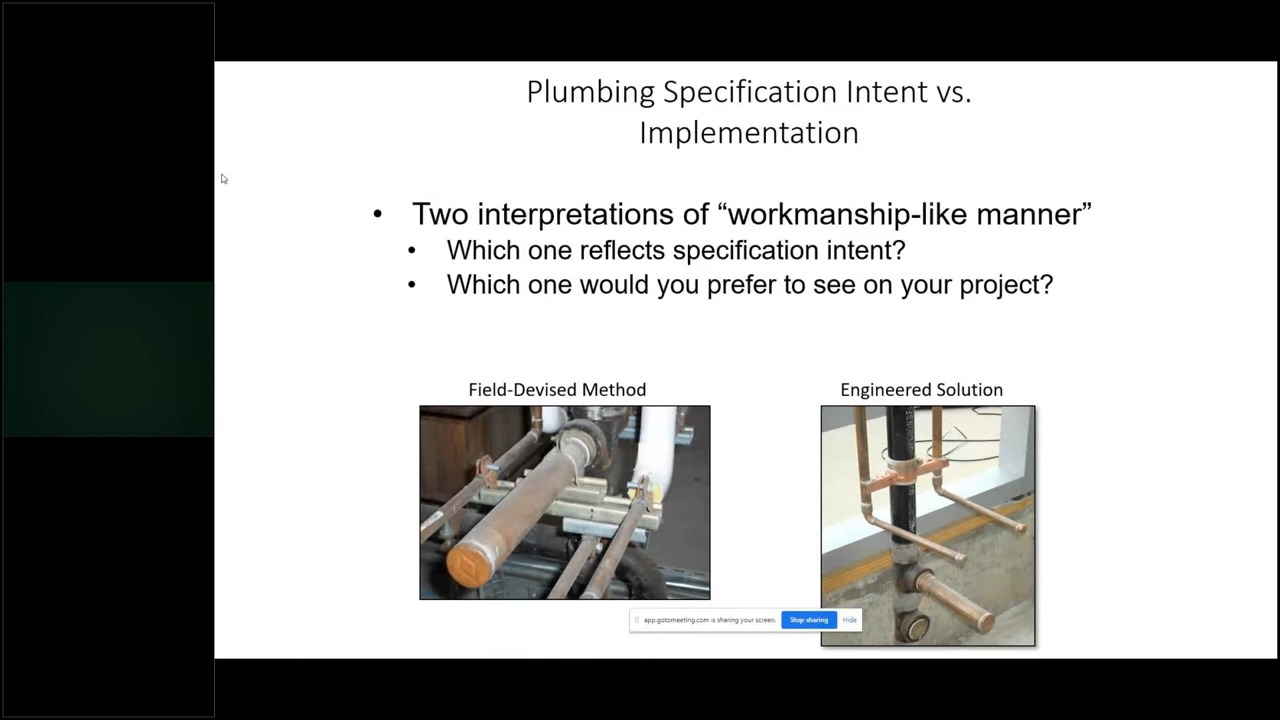 Plumbing Specification Intent vs.
Implementation
• Two interpretations of “workmanship-like manner”
• Which one reflects specification intent?
• Which one would you prefer to see on your project?
Field-Devised Method
Engineered Solution
app.gotomeeting.com is sharing your screen.
Stop sharing
Hide